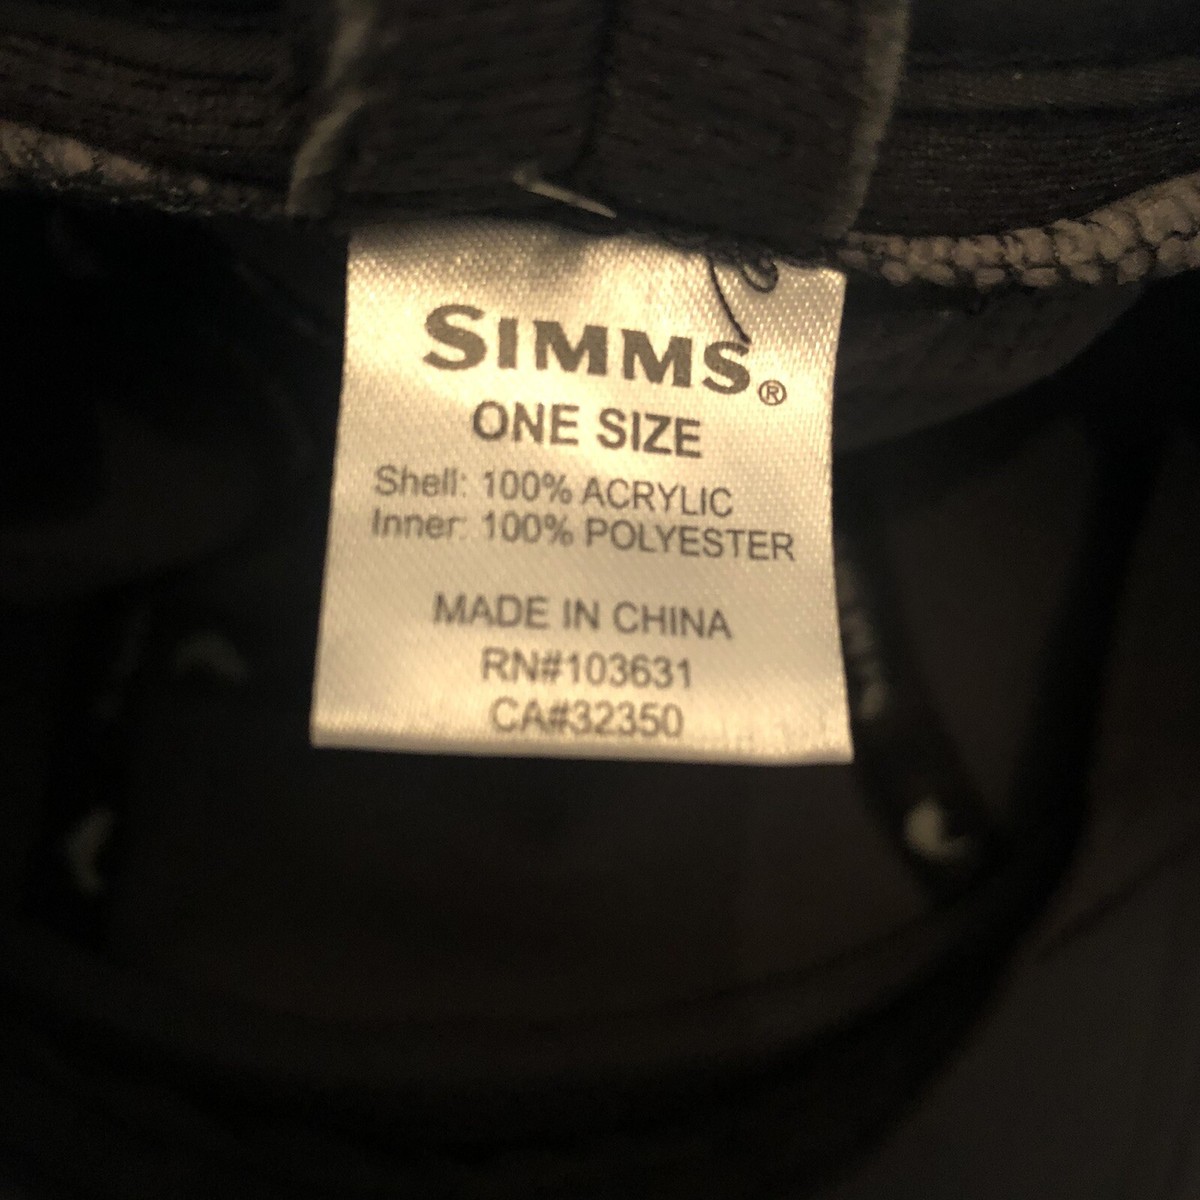 SIMMS®
ONE SIZE
Shell: 100% ACRYLIC
Inner: 100% POLYESTER
MADE IN CHINA
RN#103631
CA#32350